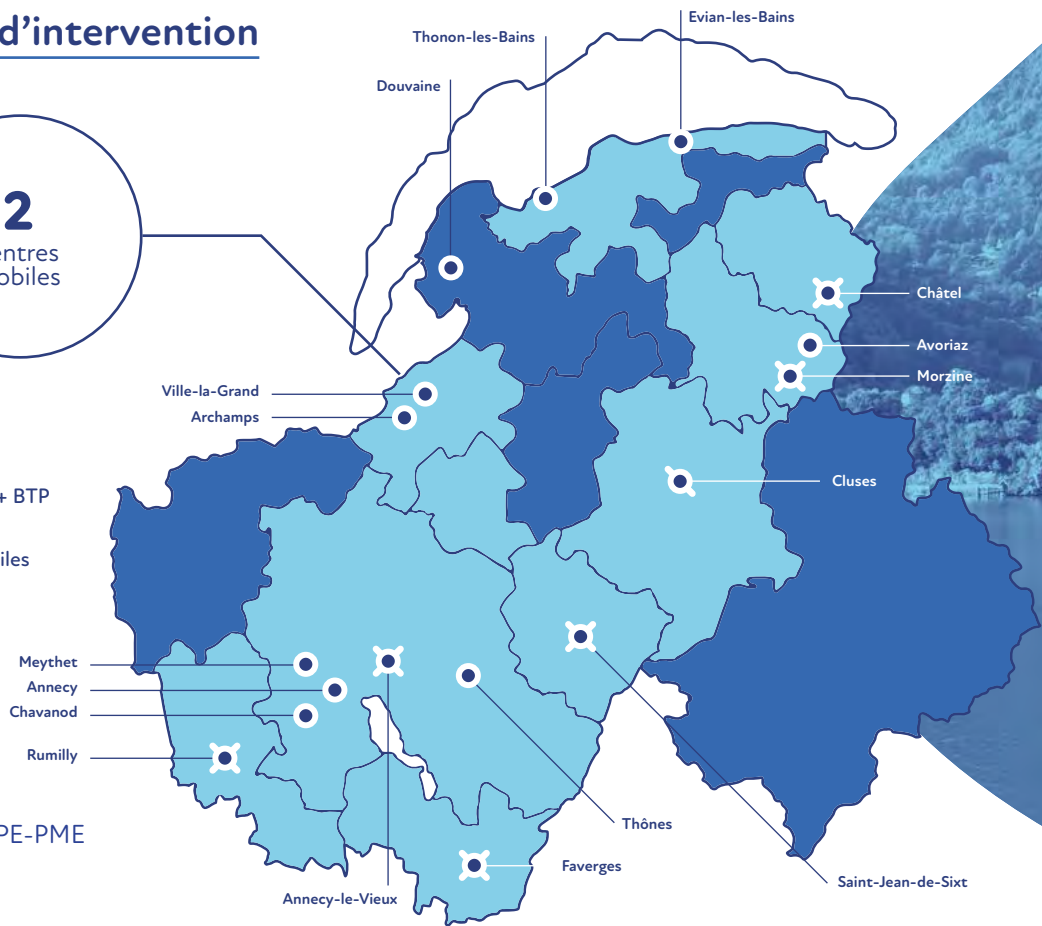 d'intervention
Evian-les-Bains
Thonon-les-Bains
Douvaine
2
entres
obiles
Châtel
Avoriaz
Morzine
Ville-la-Grand
Archamps
Cluses
+ BTP
iles
Meythet
Annecy
Chavanod
Rumilly
Thônes
PE-PME
Faverges
Saint-Jean-de-Sixt
Annecy-le-Vieux